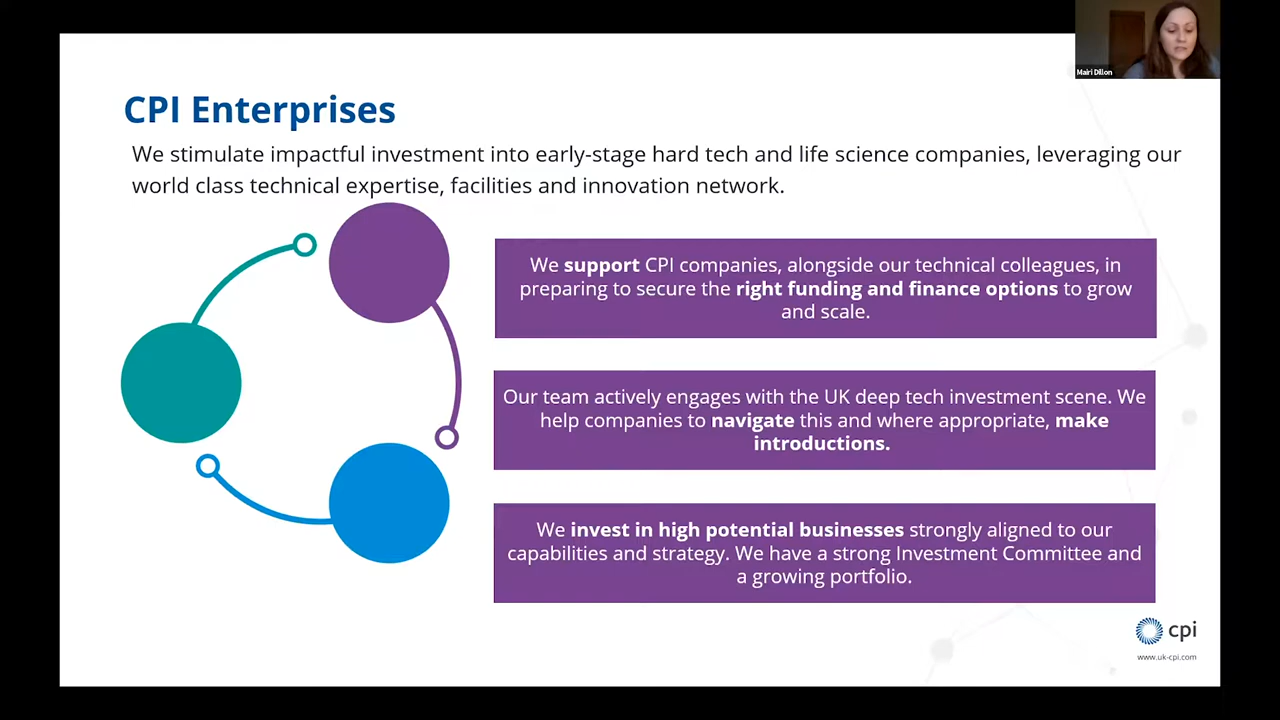 Mairi Dillon
CPI Enterprises
We stimulate impactful investment into early-stage hard tech and life science companies, leveraging our
world class technical expertise, facilities and innovation network.
We support CPI companies, alongside our technical colleagues, in
preparing to secure the right funding and finance options to grow
and scale.
Our team actively engages with the UK deep tech investment scene. We
help companies to navigate this and where appropriate, make
introductions.
We invest in high potential businesses strongly aligned to our
capabilities and strategy. We have a strong Investment Committee and
a growing portfolio.
cpi
www.uk-cpi.com